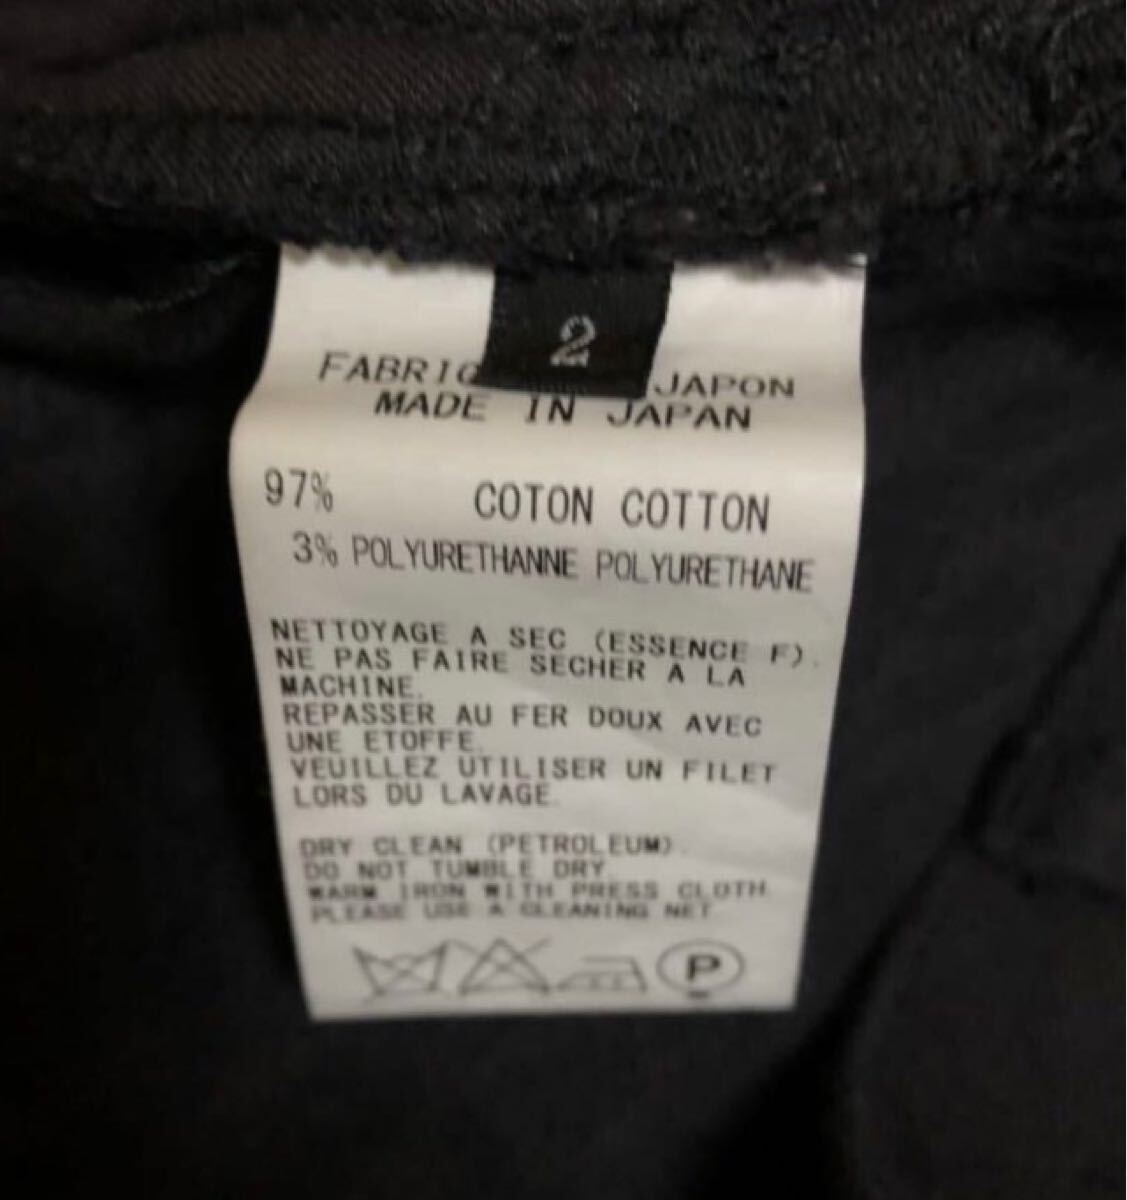 2
FABRIQ JAPON
MADE IN JAPAN
97% COTON COTTON
3% POLYURETHANNE POLYURETHANE
NETTOYAGE A SEC (ESSENCE F).
NE PAS FAIRE SECHER A LA
MACHINE.
REPASSER AU FER DOUX AVEC
UNE ETOFFE.
VEUILLEZ UTILISER UN FILET
LORS DU LAVAGE.
DRY CLEAN (PETROLEUM).
DO NOT TUMBLE DRY.
WARM IRON WITH PRESS CLOTH.
PLEASE USE A CLEANING NET.
P